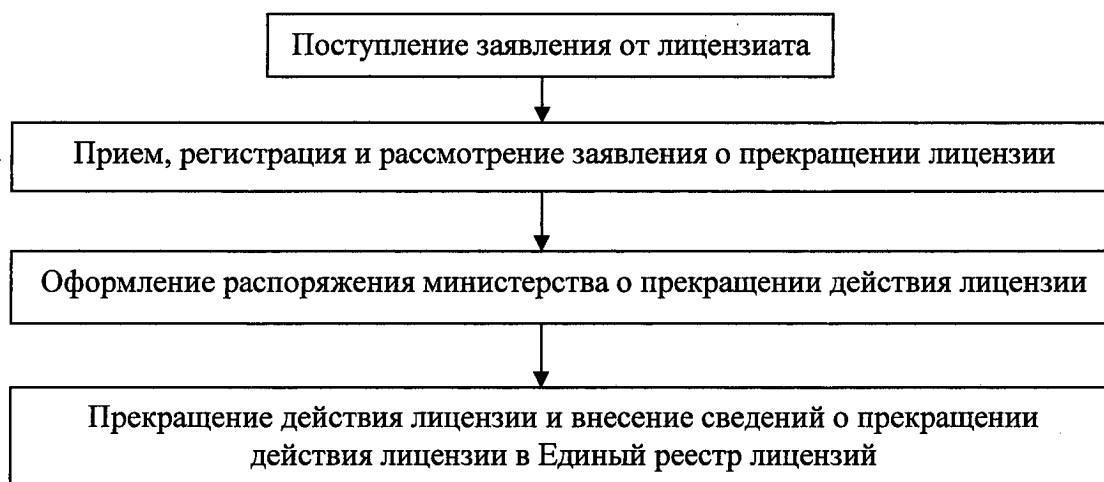 Поступление заявления от лицензиата
Прием, регистрация и рассмотрение заявления о прекращении лицензии
Оформление распоряжения министерства о прекращении действия лицензии
Прекращение действия лицензии и внесение сведений о прекращении
действия лицензии в Единый реестр лицензий